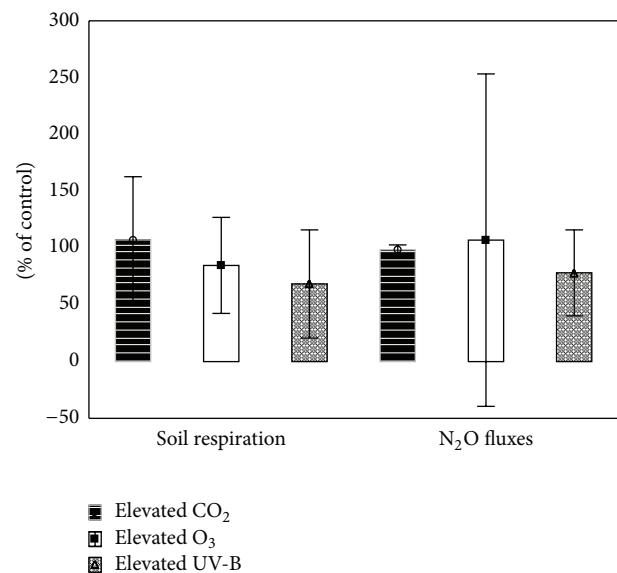 300
250
200
150
100
50
0
−50
(% of control)
Soil respiration N₂O fluxes
Elevated CO₂
Elevated O₃
Elevated UV-B